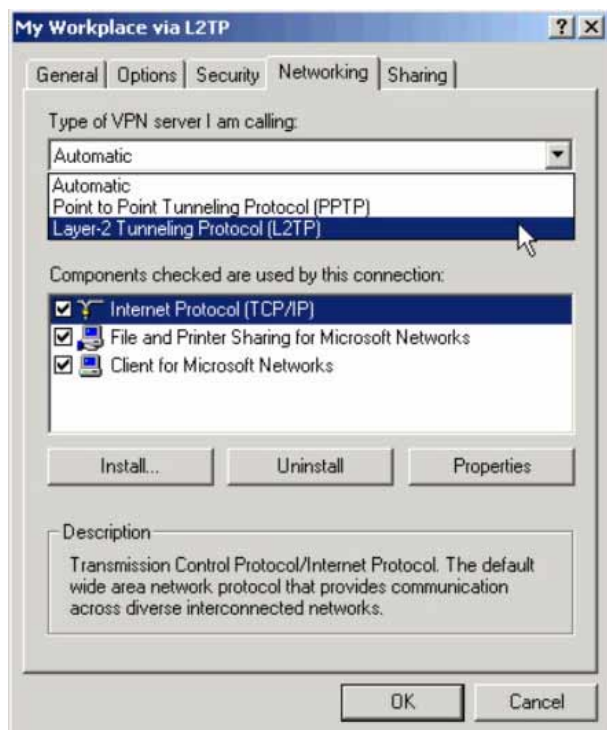 My Workplace via L2TP
General Options Security Networking Sharing
Type of VPN server I am calling:
Automatic
Automatic
Point to Point Tunneling Protocol (PPTP)
Layer-2 Tunneling Protocol (L2TP)
Components checked are used by this connection:
Internet Protocol (TCP/IP)
File and Printer Sharing for Microsoft Networks
Client for Microsoft Networks
Install... Uninstall Properties
Description
Transmission Control Protocol/Internet Protocol. The default
wide area network protocol that provides communication
across diverse interconnected networks.
OK Cancel